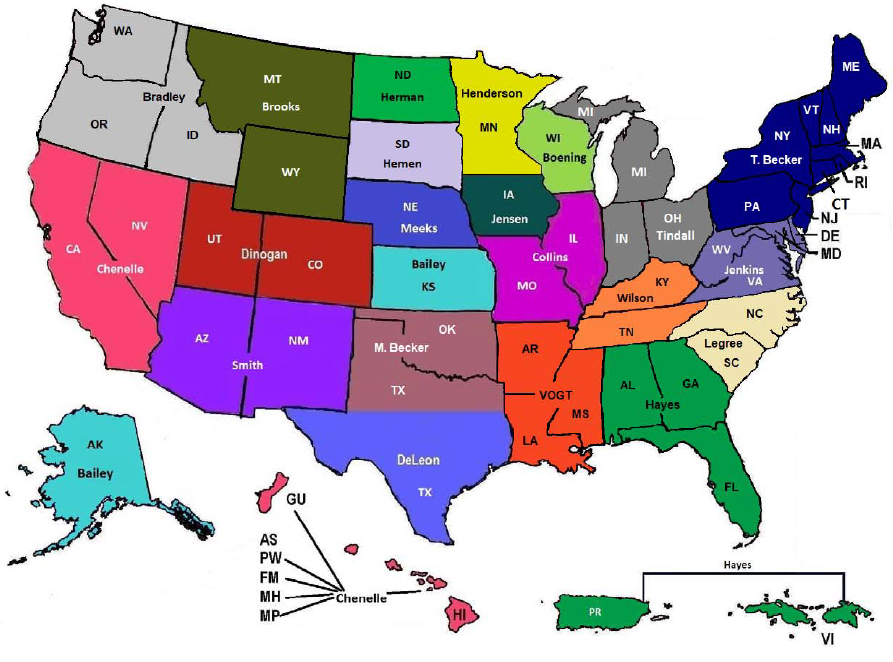 WA
MT
Brooks
ND
Herman
Henderson
MN
ME
Bradley
OR
ID
SD
Hemen
WI
Boening
MI
MI
VT
NH
NY
T. Becker
MA
RI
CT
WY
NE
Meeks
IA
Jensen
PA
NJ
DE
MD
CA
NV
Chenelle
UT
Dinogan
CO
Bailey
KS
IL
Collins
MO
IN
OH
Tindall
WV
Jenkins
VA
KY
Wilson
TN
NC
Legree
SC
AZ
NM
Smith
OK
M. Becker
TX
AR
VOGT
MS
LA
AL
GA
Hayes
FL
DeLeon
TX
AK
Bailey
GU
AS
PW
FM
MH
MP
Chenelle
HI
Hayes
PR
VI